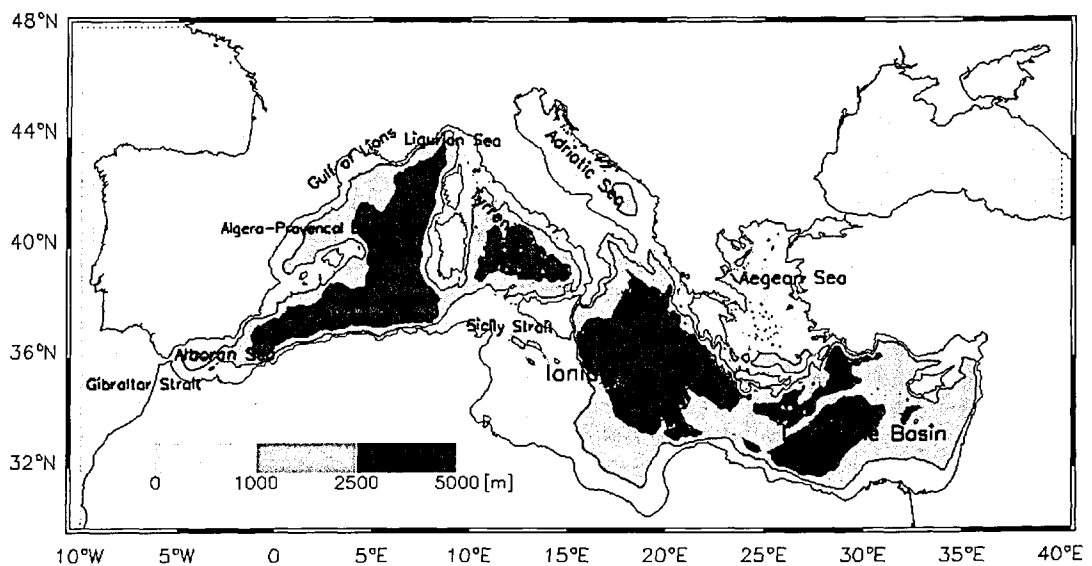 48°N
44°N
40°N
36°N
32°N
Gulf of Lions
Ligurian Sea
Adriatic Sea
Algero-Provencal
Tyrren
Aegean Sea
Sicily Strait
Alboran Sea
Gibraltar Strait
Ionia
L
e Basin
0 1000 2500 5000 [m]
10°W 5°W 0 5°E 10°E 15°E 20°E 25°E 30°E 35°E 40°E